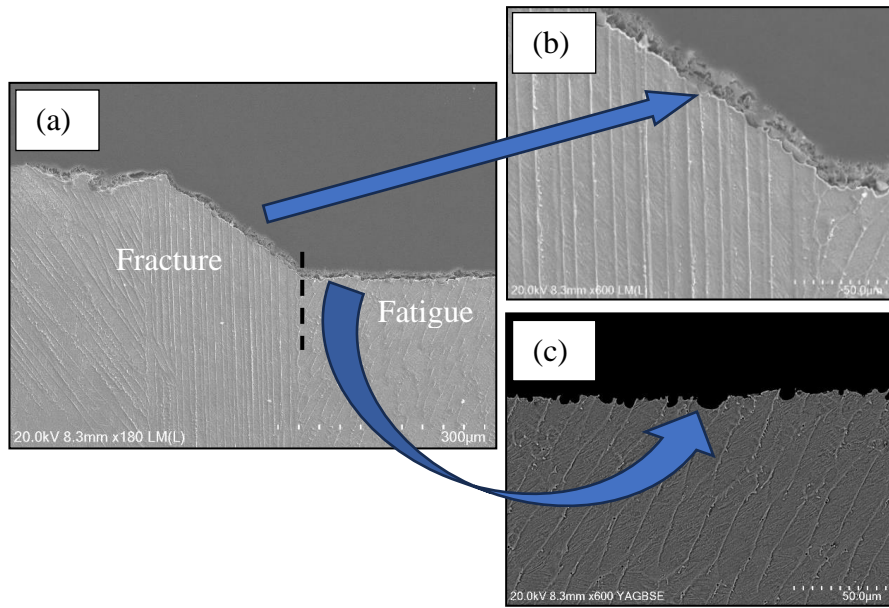 (a)
Fracture
Fatigue
20.0kV 8.3mm x180 LM(L)
300µm
(b)
20.0kV 8.3mm x600 LM(L)
50.0µm
(c)
20.0kV 8.3mm x600 YAGBSE
50.0µm